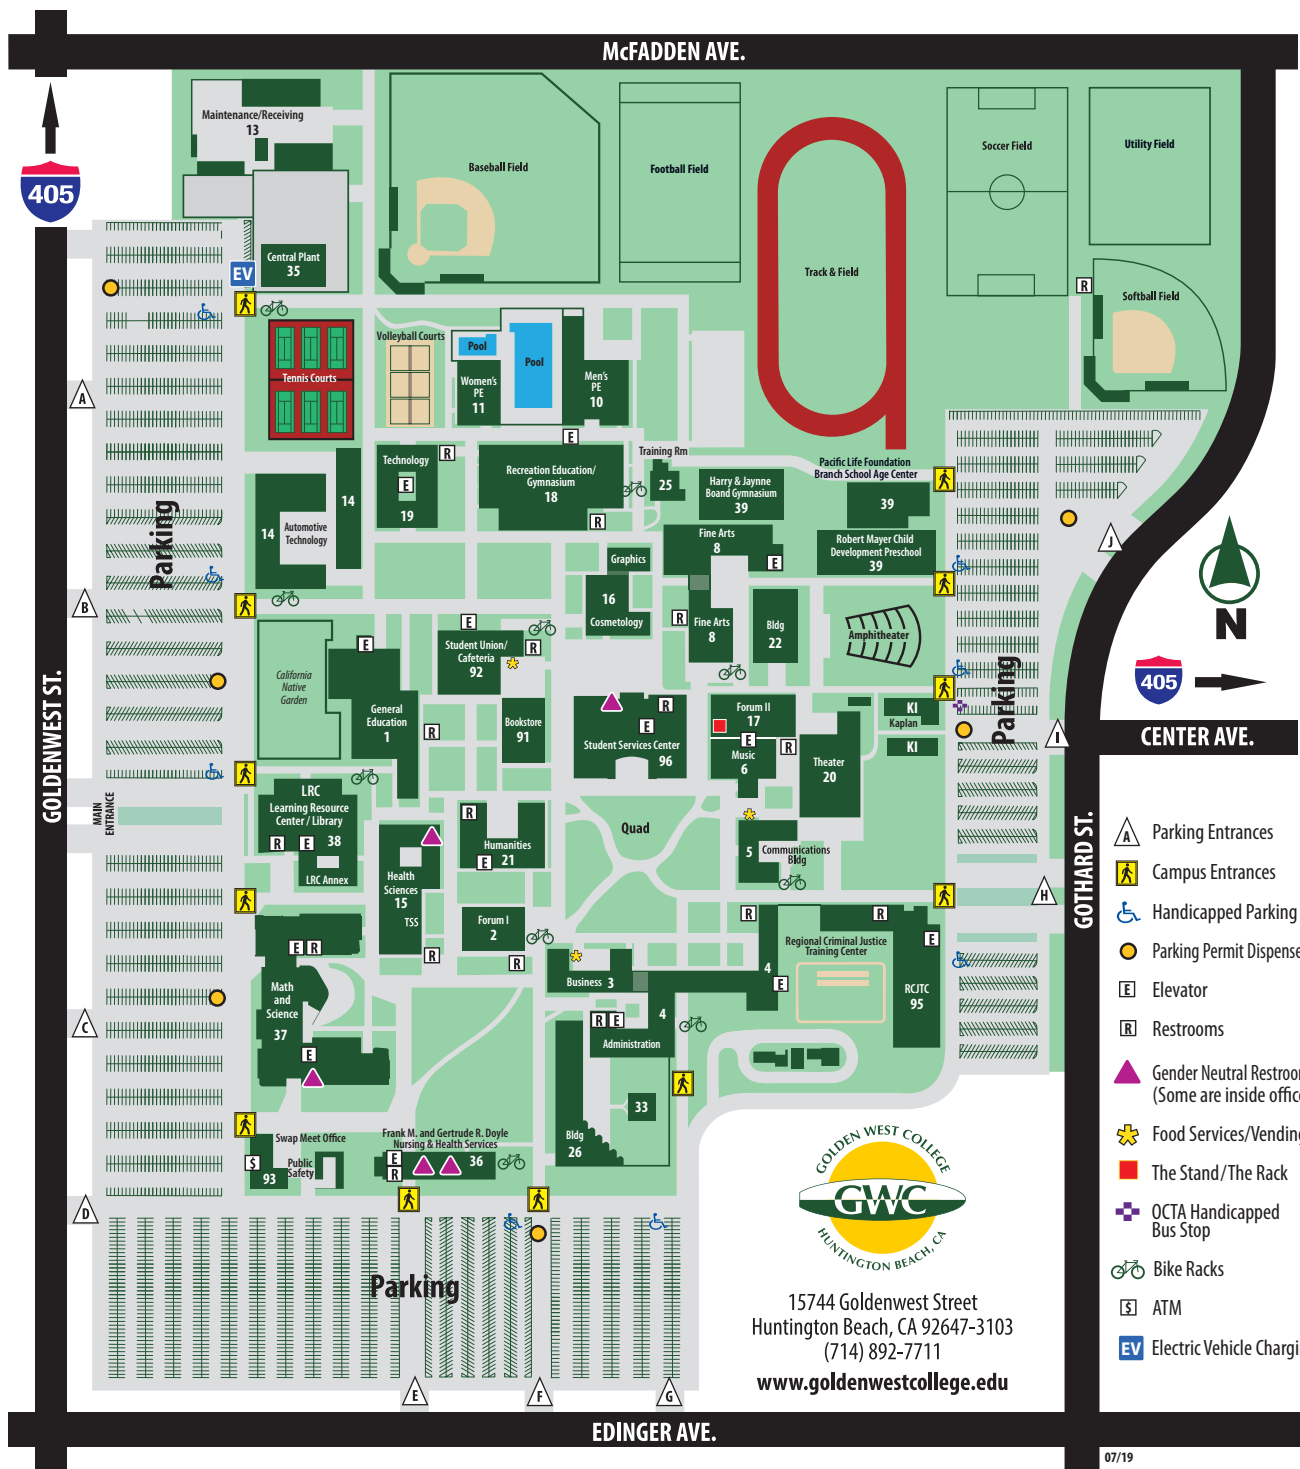 McFADDEN AVE.
405
Maintenance/Receiving
13
Baseball Field
Football Field
Soccer Field
Utility Field
Central Plant
35
EV
Track & Field
R
Softball Field
Volleyball Courts
Pool
Pool
Tennis Courts
Women's
PE
11
Men's
PE
10
A
E
Technology
E
19
R
Recreation Education/
Gymnasium
18
R
Training Rm
25
Harry & Jaynne
Boand Gymnasium
39
Pacific Life Foundation
Branch School Age Center
39
14
14
Automotive
Technology
Parking
Fine Arts
8
E
Robert Mayer Child
Development Preschool
39
J
Graphics
16
Cosmetology
B
R
Fine Arts
8
Bldg
22
Amphitheater
N
405
GOLDENWEST ST.
California
Native
Garden
E
General
Education
1
E
Student Union/
Cafeteria
92
R
R
Bookstore
91
R
E
Student Services Center
96
Forum II
17
E
R
Music
6
Theater
20
KI
Kaplan
KI
Parking
I
CENTER AVE.
MAIN
ENTRANCE
LRC
Learning Resource
Center / Library
38
R
E
LRC Annex
R
Humanities
21
E
Quad
5
Communications
Bldg
Health
Sciences
15
TSS
R
Forum I
2
R
R
R
Regional Criminal Justice
Training Center
E
H
GOTHARD ST.
E
R
Math
and
Science
37
E
C
Business 3
4
E
4
R
E
Administration
RCJTC
95
33
Bldg
26
Swap Meet Office
$
93
Public
Safety
Frank M. and Gertrude R. Doyle
Nursing & Health Services
E
R
36
D
Parking
E
F
G
GOLDEN WEST COLLEGE
GWC
HUNTINGTON BEACH, CA
15744 Goldenwest Street
Huntington Beach, CA 92647-3103
(714) 892-7711
www.goldenwestcollege.edu
A Parking Entrances
Campus Entrances
Handicapped Parking
Parking Permit Dispense
E Elevator
R Restrooms
Gender Neutral Restroo
(Some are inside office
Food Services/Vending
The Stand/The Rack
OCTA Handicapped
Bus Stop
Bike Racks
$ ATM
EV Electric Vehicle Chargi
EDINGER AVE.
07/19